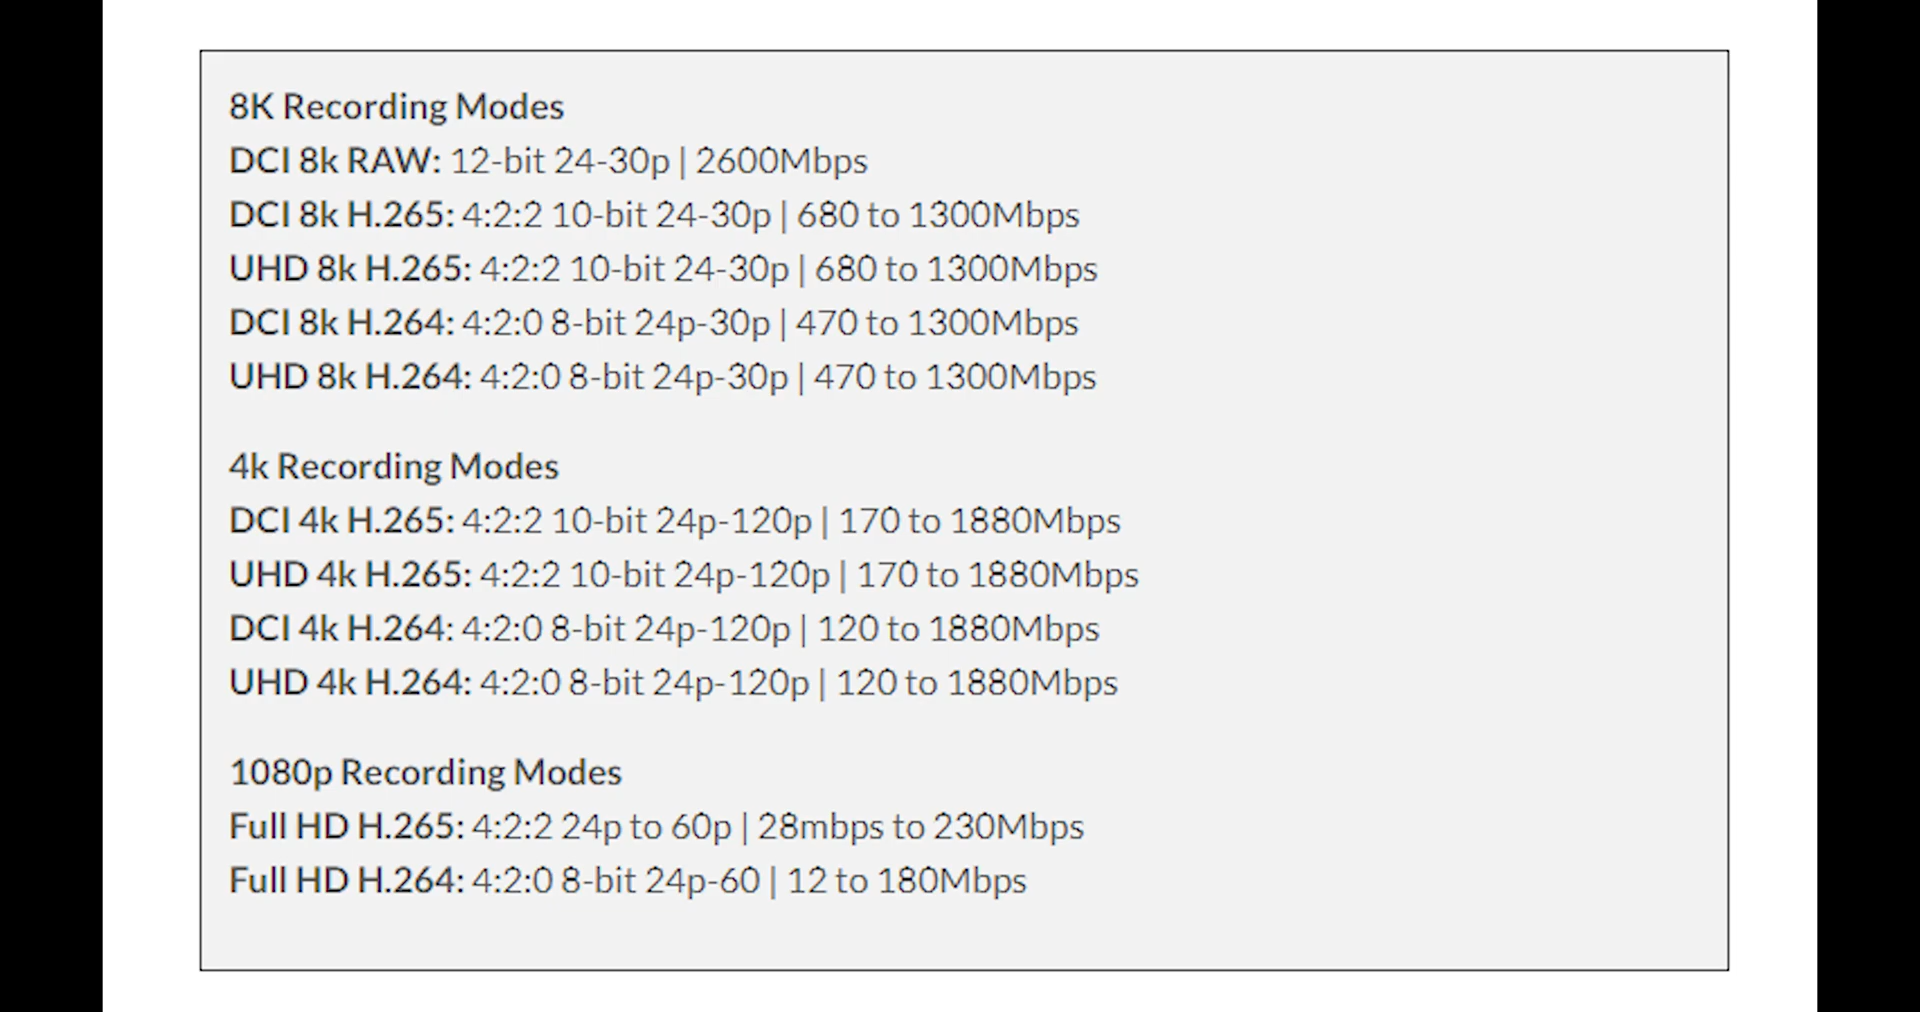 8K Recording Modes
DCI 8k RAW: 12-bit 24-30p | 2600Mbps
DCI 8k H.265: 4:2:2 10-bit 24-30p | 680 to 1300Mbps
UHD 8k H.265: 4:2:2 10-bit 24-30p | 680 to 1300Mbps
DCI 8k H.264: 4:2:0 8-bit 24p-30p | 470 to 1300Mbps
UHD 8k H.264: 4:2:0 8-bit 24p-30p | 470 to 1300Mbps
4k Recording Modes
DCI 4k H.265: 4:2:2 10-bit 24p-120p | 170 to 1880Mbps
UHD 4k H.265: 4:2:2 10-bit 24p-120p | 170 to 1880Mbps
DCI 4k H.264: 4:2:0 8-bit 24p-120p | 120 to 1880Mbps
UHD 4k H.264: 4:2:0 8-bit 24p-120p | 120 to 1880Mbps
1080p Recording Modes
Full HD H.265: 4:2:2 24p to 60p | 28mbps to 230Mbps
Full HD H.264: 4:2:0 8-bit 24p-60 | 12 to 180Mbps